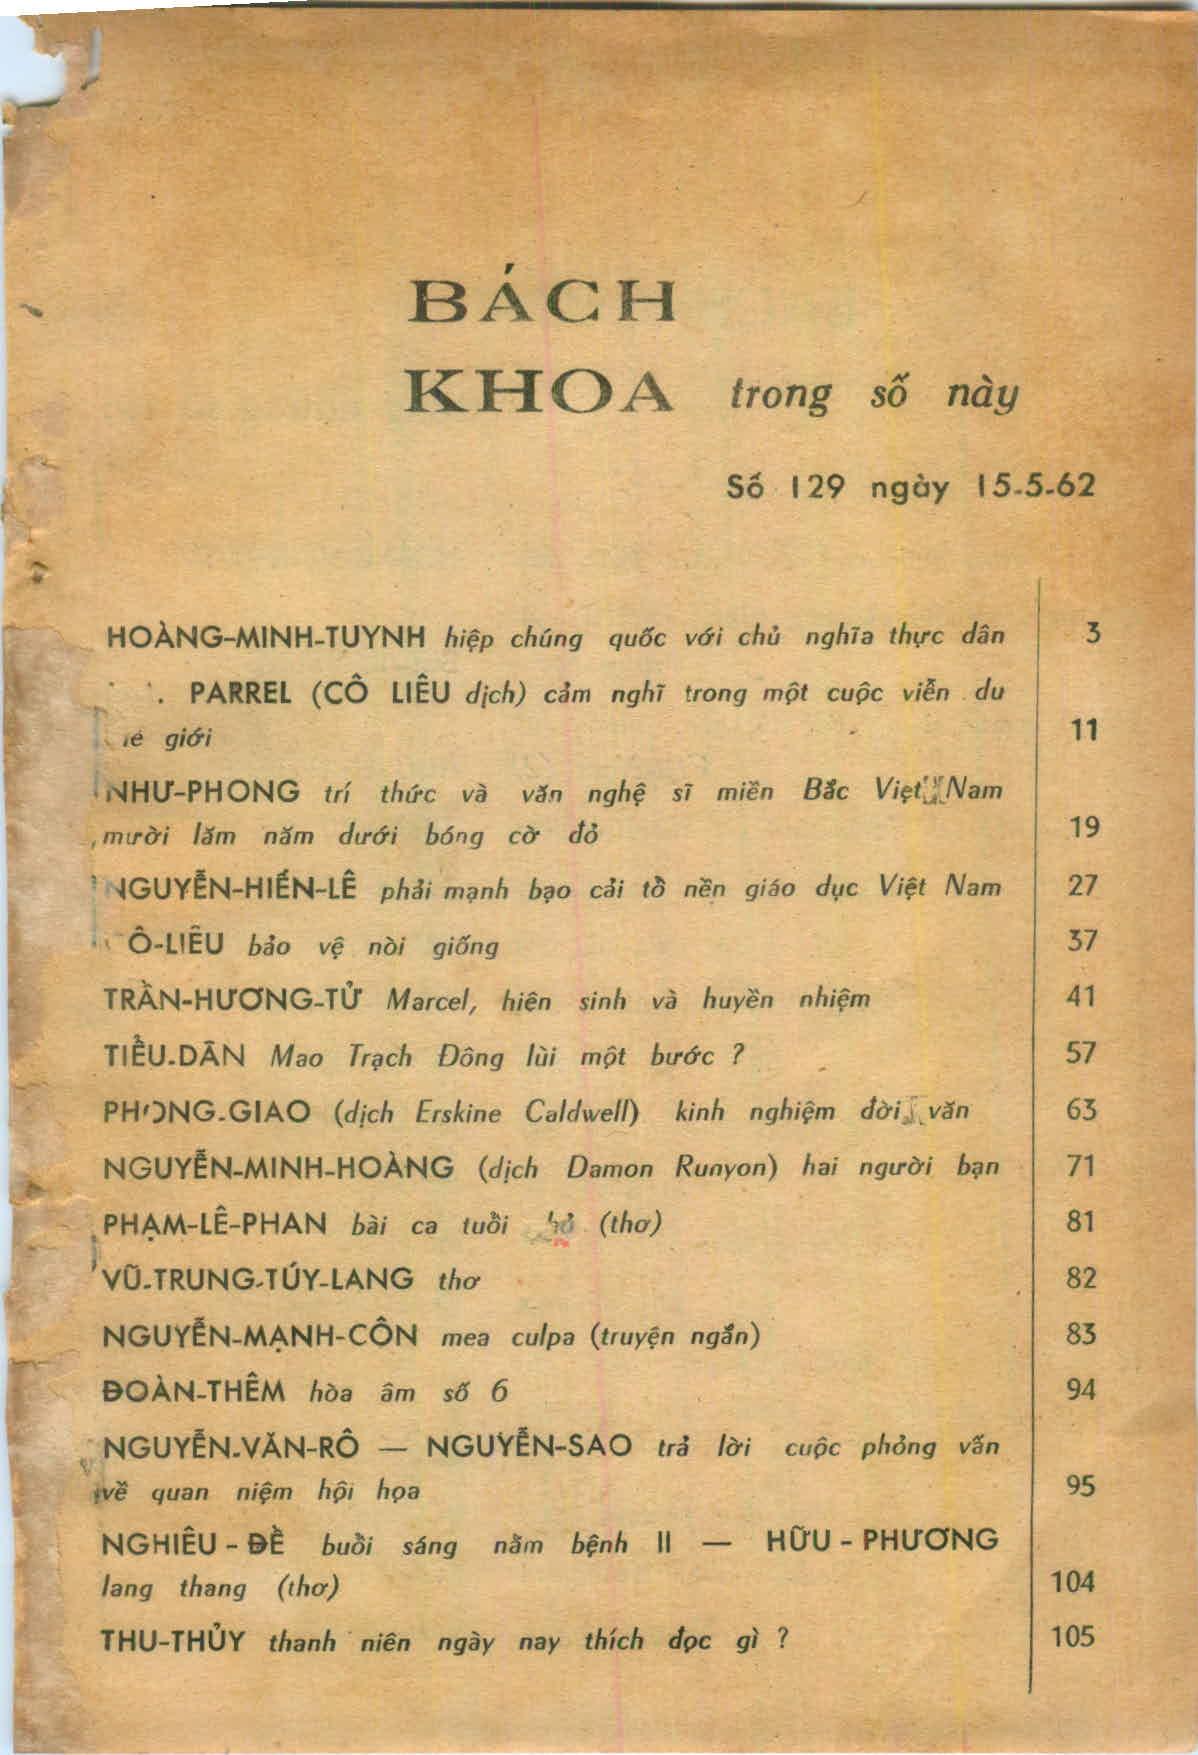 BÁCH
KHOA trong số này
Số 129 ngày 15-5-62
HOÀNG-MINH-TUYNH hiệp chúng quốc với chủ nghĩa thực dân 3
PARREL (CÔ LIÊU dịch) cảm nghĩ trong một cuộc viễn du
giới 11
NHƯ-PHONG trí thức và văn nghệ sĩ miền Bắc Việt Nam
mười lăm năm dưới bóng cờ đỏ 19
NGUYỄN-HIẾN-LÊ phải mạnh bạo cải tổ nền giáo dục Việt Nam 27
Ô-LIÊU bảo vệ nòi giống 37
TRẦN-HƯƠNG-TỬ Marcel, hiện sinh và huyền nhiệm 41
TIỂU-DÂN Mao Trạch Đông lùi một bước ? 57
PHONG-GIAO (dịch Erskine Caldwell) kinh nghiệm đời văn 63
NGUYỄN-MINH-HOÀNG (dịch Damon Runyon) hai người bạn 71
PHẠM-LÊ-PHAN bài ca tuổi (thơ) 81
VŨ-TRUNG-TÚY-LANG thơ 82
NGUYỄN-MẠNH-CÔN mea culpa (truyện ngắn) 83
ĐOÀN-THÊM hòa âm số 6 94
NGUYỄN-VĂN-RÔ — NGUYỄN-SAO trả lời cuộc phỏng vấn
về quan niệm hội họa 95
NGHIÊU - ĐỀ buổi sáng nằm bệnh II — HỮU - PHƯƠNG
lang thang (thơ) 104
THU-THỦY thanh niên ngày nay thích đọc gì ? 105